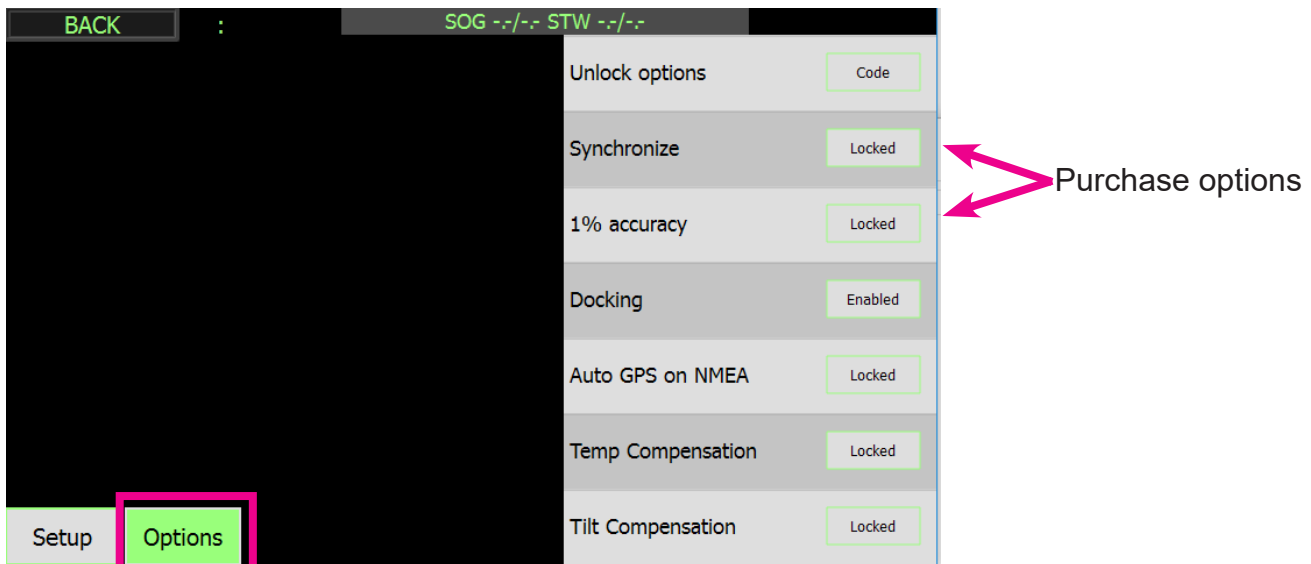 BACK : SOG -.-/-.- STW -.-/-.-
Unlock options Code
Synchronize Locked
Purchase options
1% accuracy Locked
Docking Enabled
Auto GPS on NMEA Locked
Temp Compensation Locked
Tilt Compensation Locked
Setup Options